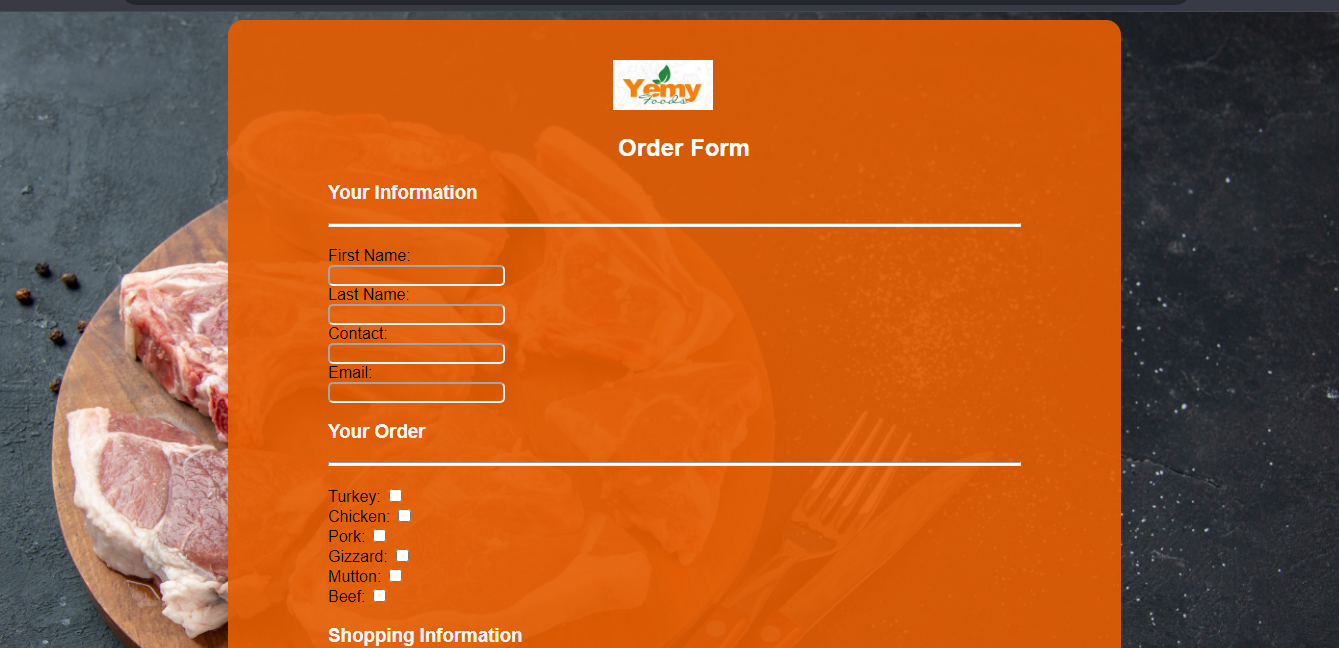 Yemy
Foods
Order Form
Your Information
First Name:
Last Name:
Contact:
Email:
Your Order
Turkey:
Chicken:
Pork:
Gizzard:
Mutton:
Beef:
Shopping Information